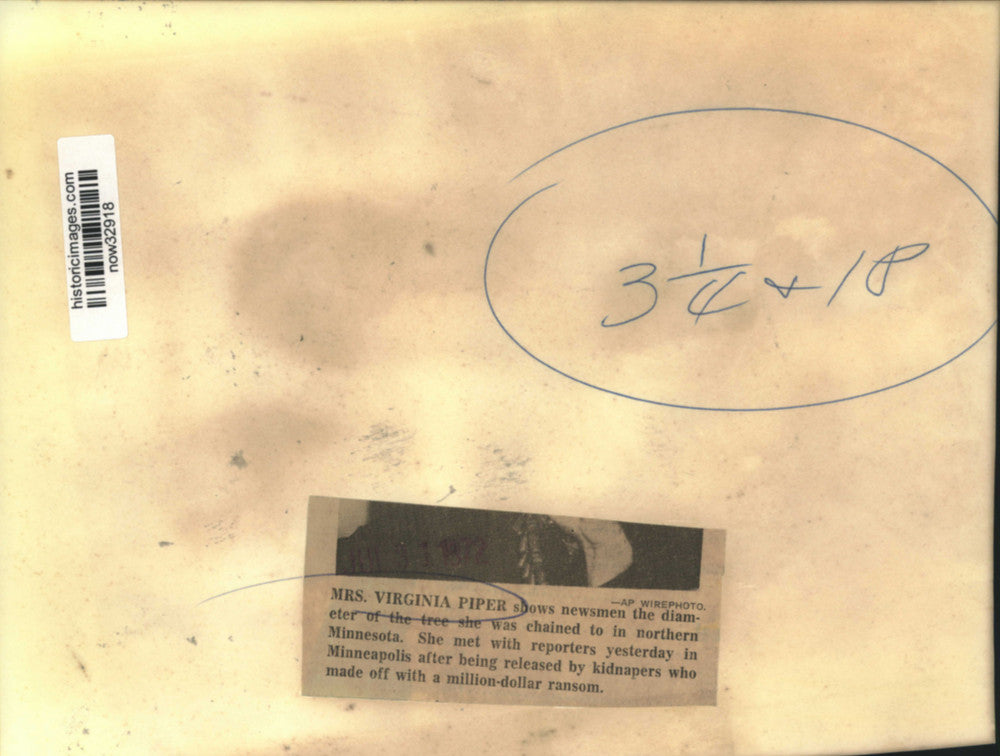 historicimages.com
now32918
3 1/4 + 18
1972
—AP WIREPHOTO.
MRS. VIRGINIA PIPER shows newsmen the diam-
eter of the tree she was chained to in northern
Minnesota. She met with reporters yesterday in
Minneapolis after being released by kidnapers who
made off with a million-dollar ransom.